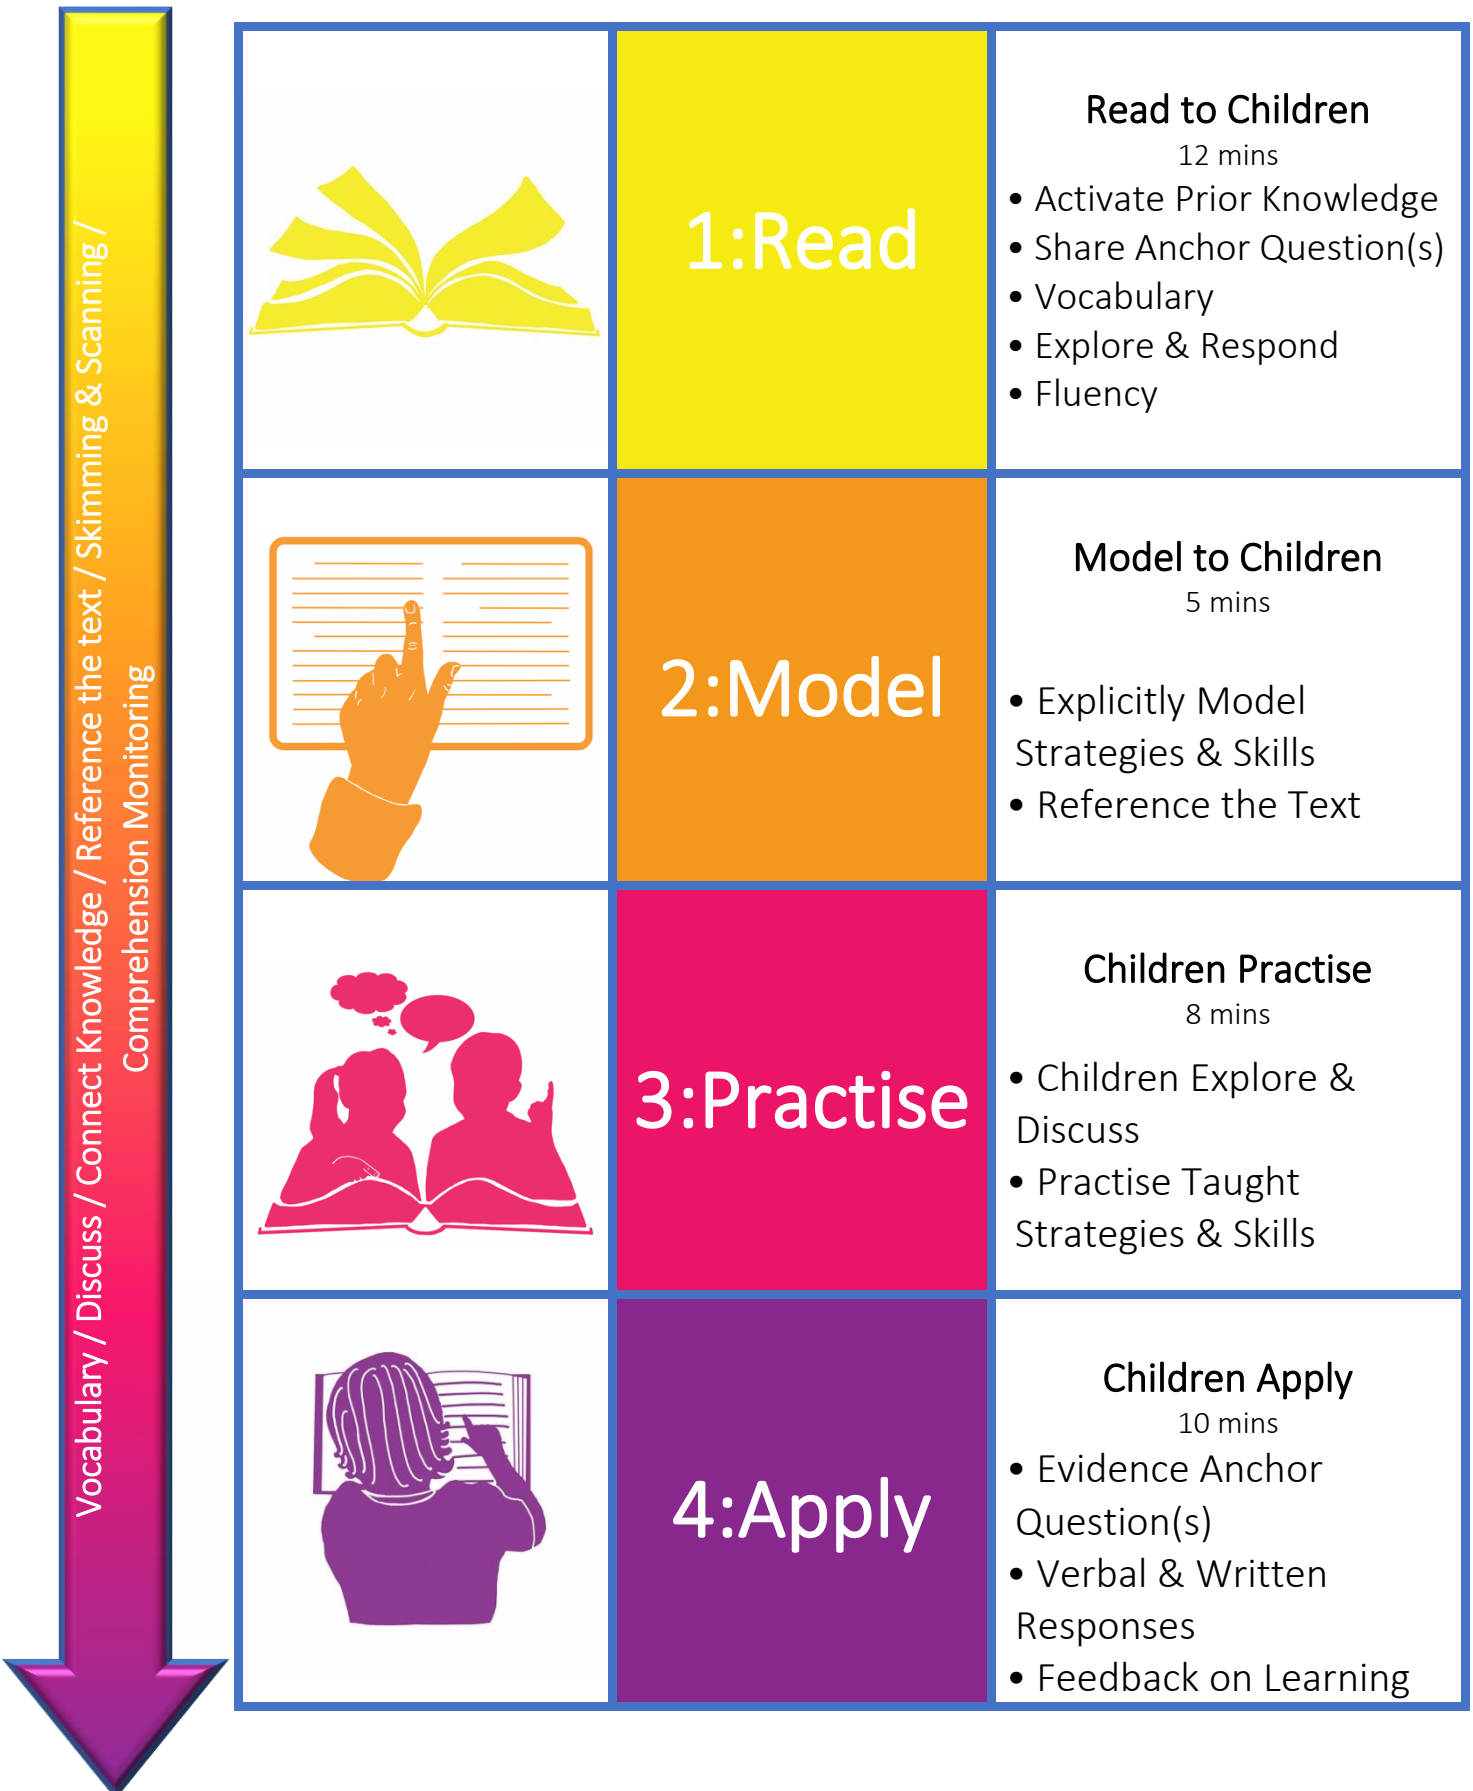 Vocabulary / Discuss / Connect Knowledge / Reference the text / Skimming & Scanning /
Comprehension Monitoring
1:Read
Read to Children
12 mins
• Activate Prior Knowledge
• Share Anchor Question(s)
• Vocabulary
• Explore & Respond
• Fluency
2:Model
Model to Children
5 mins
• Explicitly Model
Strategies & Skills
• Reference the Text
3:Practise
Children Practise
8 mins
• Children Explore &
Discuss
• Practise Taught
Strategies & Skills
4:Apply
Children Apply
10 mins
• Evidence Anchor
Question(s)
• Verbal & Written
Responses
• Feedback on Learning